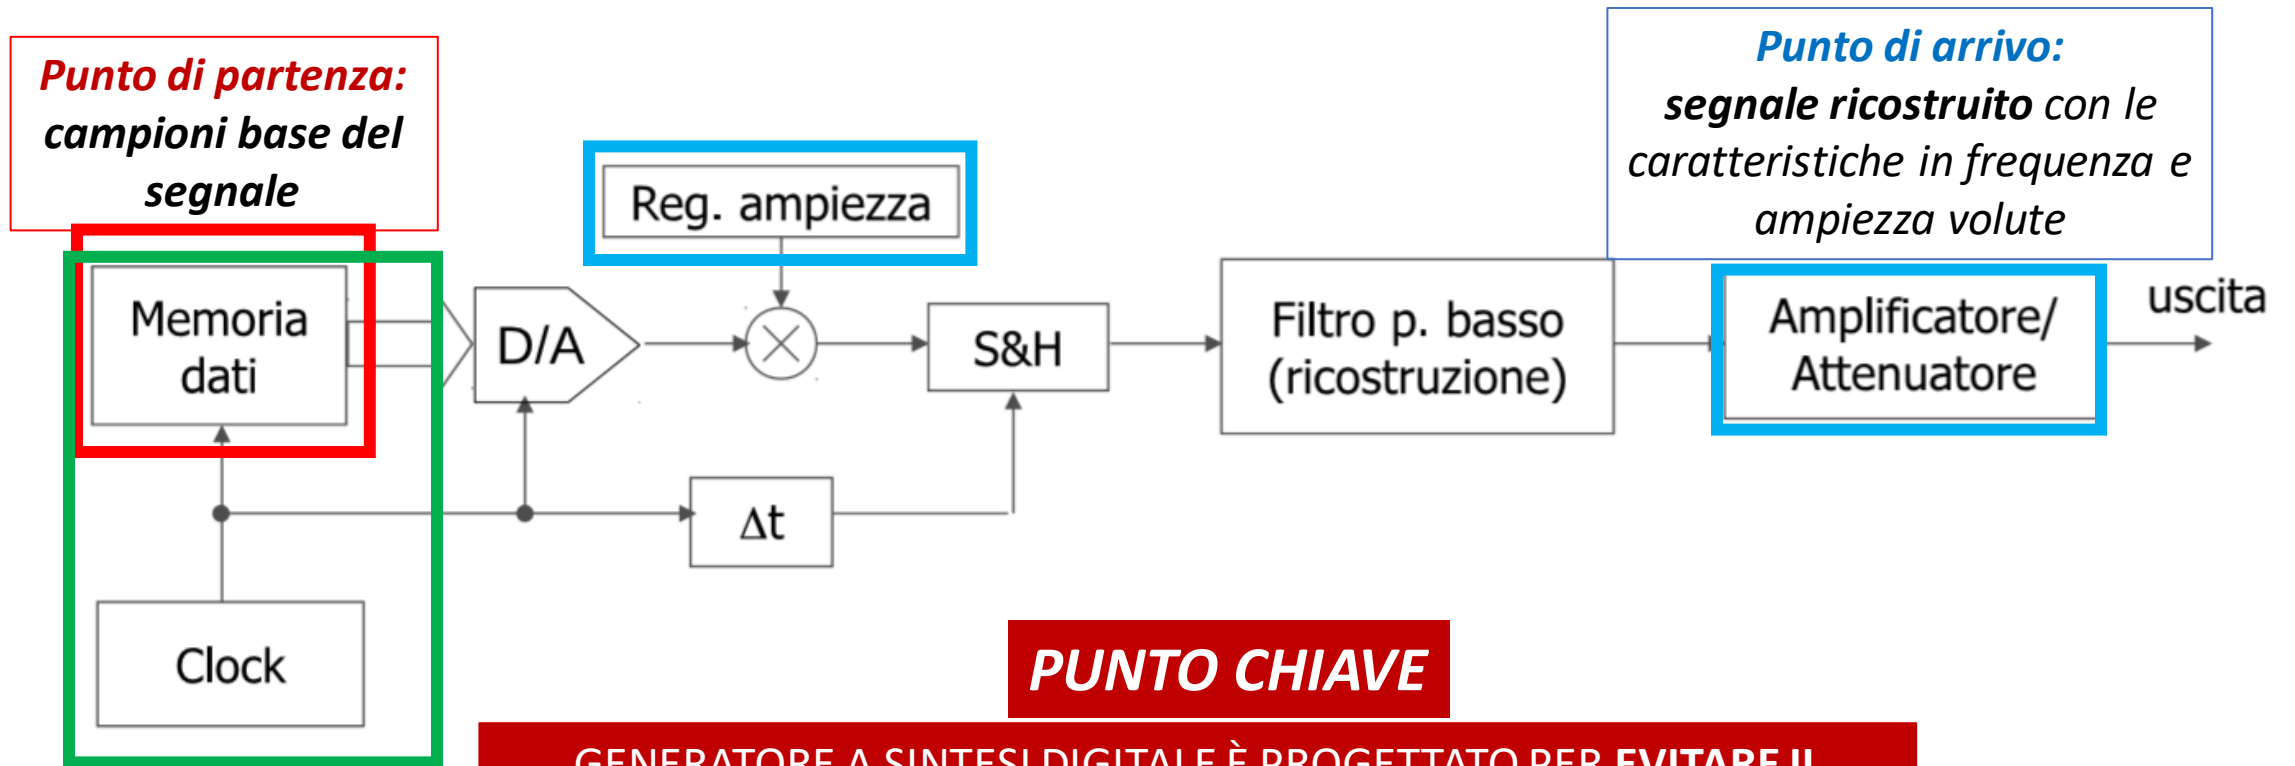 Punto di partenza:
campioni base del
segnale
Punto di arrivo:
segnale ricostruito con le
caratteristiche in frequenza e
ampiezza volute
Reg. ampiezza
Memoria
dati
D/A
S&H
Filtro p. basso
(ricostruzione)
Amplificatore/
Attenuatore
uscita
Δt
Clock
PUNTO CHIAVE
GENERATORE A SINTESI DIGITALE È PROGETTATO PER EVITARE IL